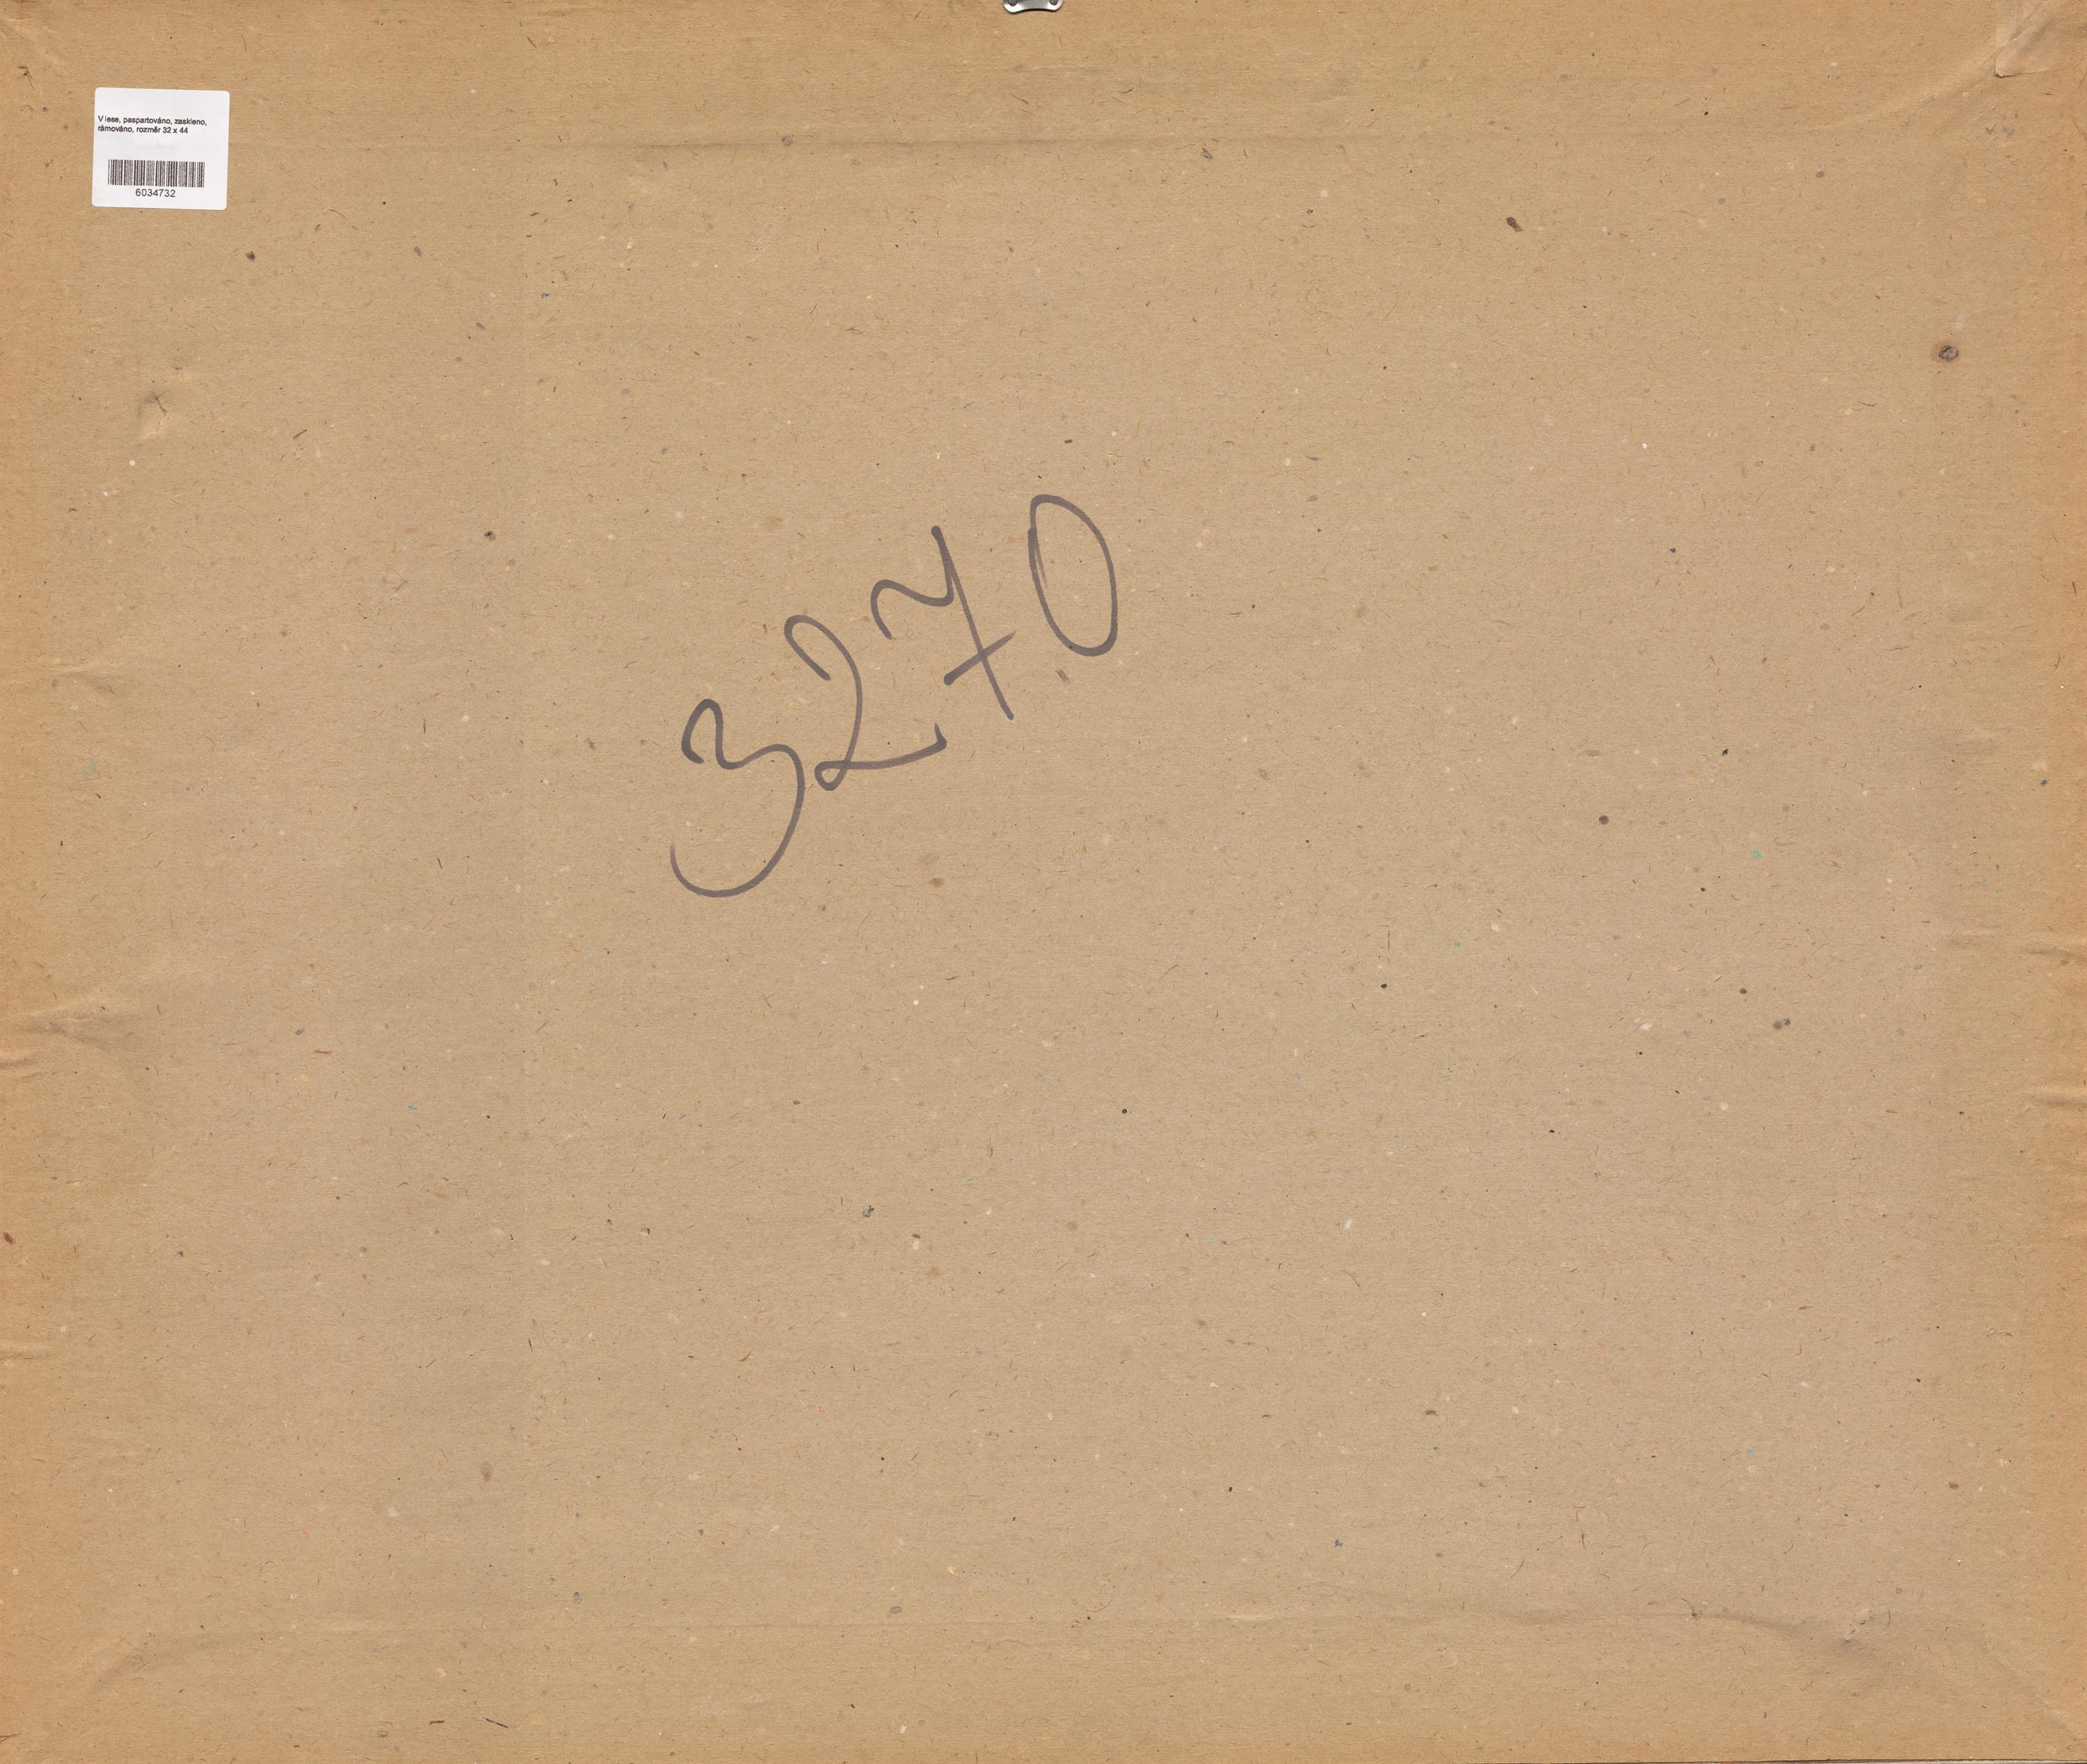 V lese, paspartováno, zaskleno,
rámováno, rozměr 32 x 44
6034732
3270